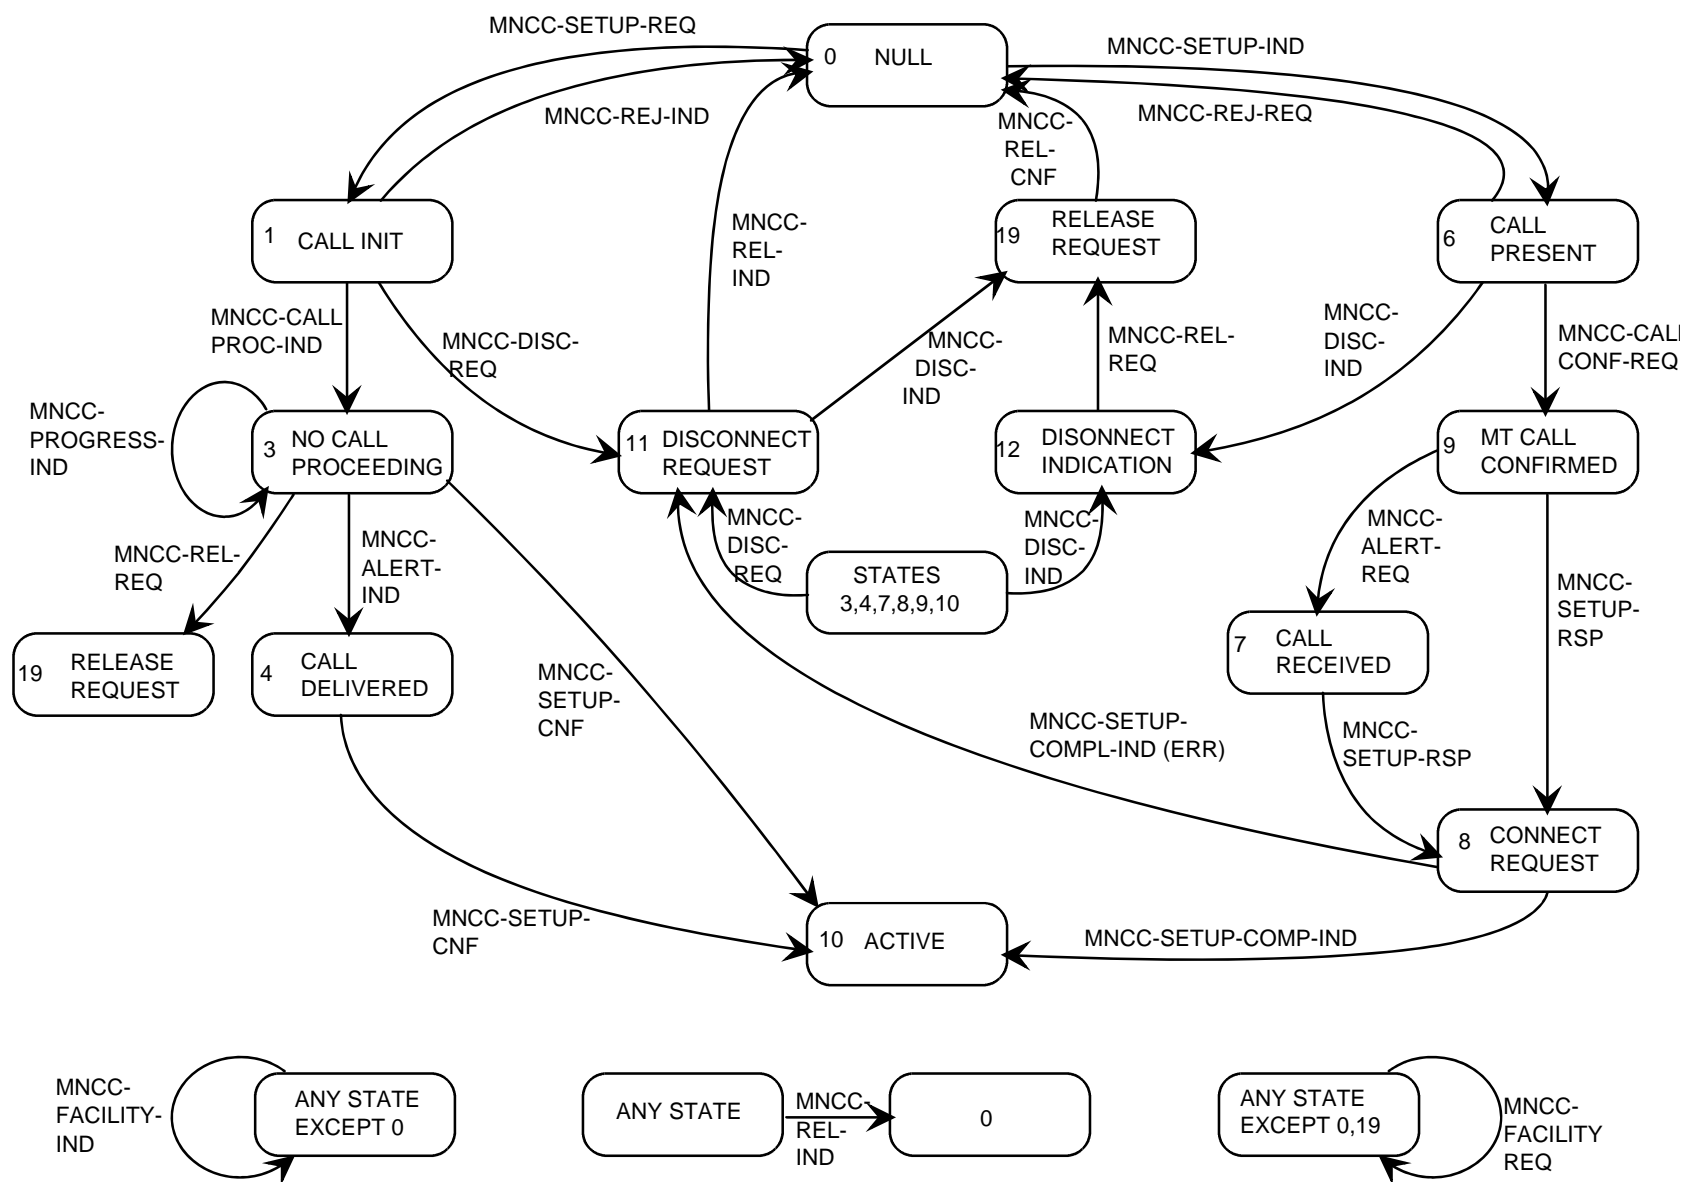 MNCC-SETUP-REQ
0 NULL
MNCC-SETUP-IND
MNCC-REJ-IND
MNCC-
REL-
CNF
MNCC-REJ-REQ
1 CALL INIT
MNCC-
REL-
IND
19 RELEASE
REQUEST
6 CALL
PRESENT
MNCC-CALL
PROC-IND
MNCC-DISC-
REQ
MNCC-
DISC-
IND
MNCC-REL-
REQ
MNCC-
DISC-
IND
MNCC-CAL
CONF-REQ
MNCC-
PROGRESS-
IND
3 NO CALL
PROCEEDING
11 DISCONNECT
REQUEST
12 DISONNECT
INDICATION
9 MT CALL
CONFIRMED
MNCC-REL-
REQ
MNCC-
ALERT-
IND
MNCC-
DISC-
REQ
STATES
3,4,7,8,9,10
MNCC-
DISC-
IND
MNCC-
ALERT-
REQ
MNCC-
SETUP-
RSP
19 RELEASE
REQUEST
4 CALL
DELIVERED
MNCC-
SETUP-
CNF
7 CALL
RECEIVED
MNCC-SETUP-
COMPL-IND (ERR)
MNCC-
SETUP-RSP
8 CONNECT
REQUEST
MNCC-SETUP-
CNF
10 ACTIVE
MNCC-SETUP-COMP-IND
MNCC-
FACILITY-
IND
ANY STATE
EXCEPT 0
ANY STATE
MNCC-
REL-
IND
0
ANY STATE
EXCEPT 0,19
MNCC-
FACILITY
REQ